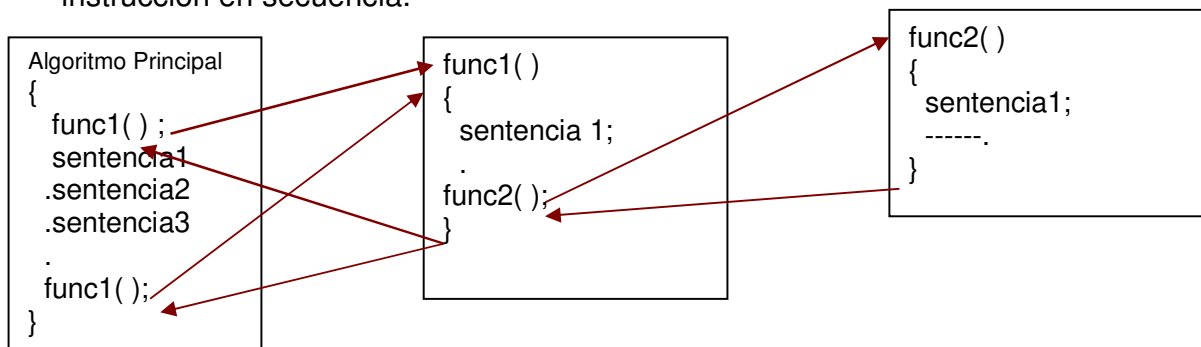 instrucción en secuencia.
Algoritmo Principal
{
func1( ) ;
sentencia1
.sentencia2
.sentencia3
.
func1( );
}
func1( )
{
sentencia 1;
.
func2( );
}
func2( )
{
sentencia1;
------.
}